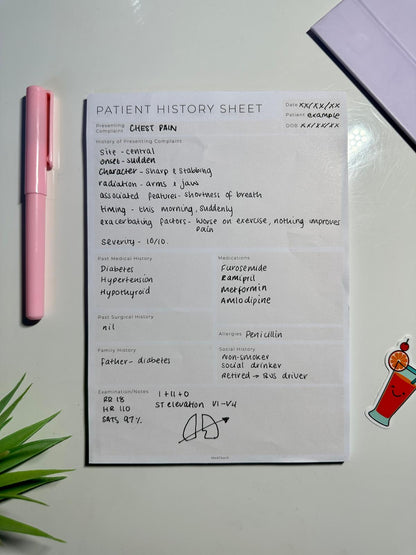 PATIENT HISTORY SHEET
Date XX/XX/XX
Patient example
DOB XX/XX/XX
Presenting Complaint CHEST PAIN
History of Presenting Complaint
Site - central
onset - sudden
character - sharp & stabbing
radiation - arms & jaw
associated features - shortness of breath
timing - this morning, suddenly
exacerbating factors - worse on exercise, nothing improves
pain
severity - 10/10.
Past Medical History
Diabetes
Hypertension
Hypothyroid
Medications
Furosemide
Ramipril
Metformin
Amlodipine
Past Surgical History
nil
Allergies Penicillin
Family History
Father - diabetes
Social History
Non-smoker
Social drinker
Retired → Bus driver
Examination/Notes
RR 18
HR 110
SATS 97%
I + II + 0
ST elevation V1-V4